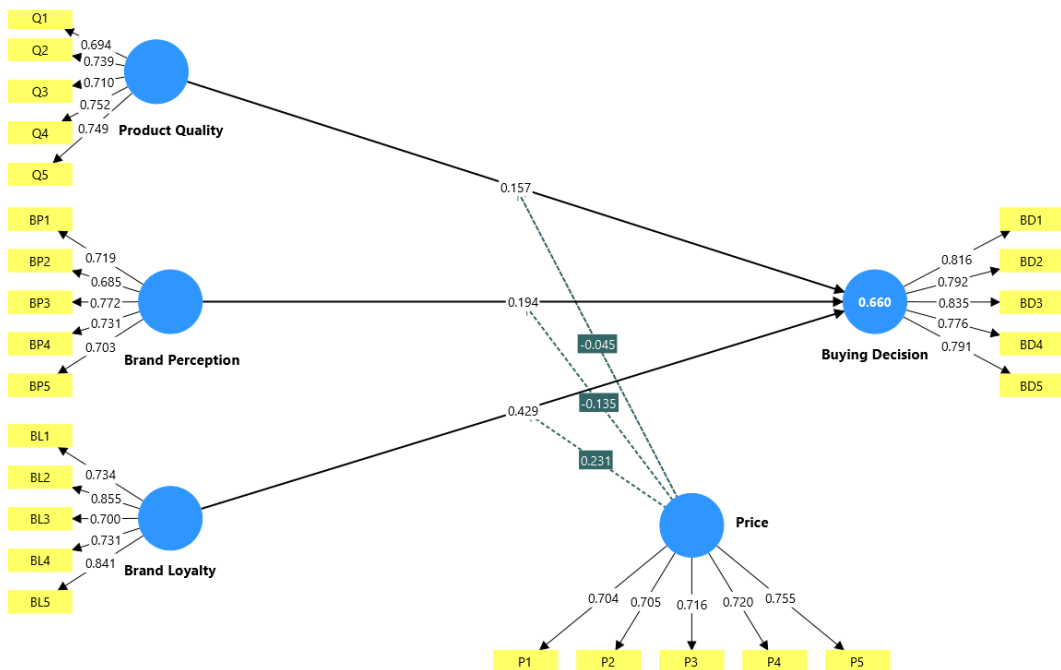 Q1
0.694
Q2
0.739
Q3
0.710
0.752
Q4
0.749
Product Quality
Q5
0.157
BP1
0.719
BP2
0.685
BP3
0.772
BP4
0.731
0.703
BP5
Brand Perception
0.194
BL1
0.734
BL2
0.855
BL3
0.700
BL4
0.731
0.841
BL5
Brand Loyalty
0.429
-0.045
-0.135
0.231
0.660
Buying Decision
BD1
0.816
BD2
0.792
BD3
0.835
BD4
0.776
0.791
BD5
Price
0.704
0.705
0.716
0.720
0.755
P1
P2
P3
P4
P5